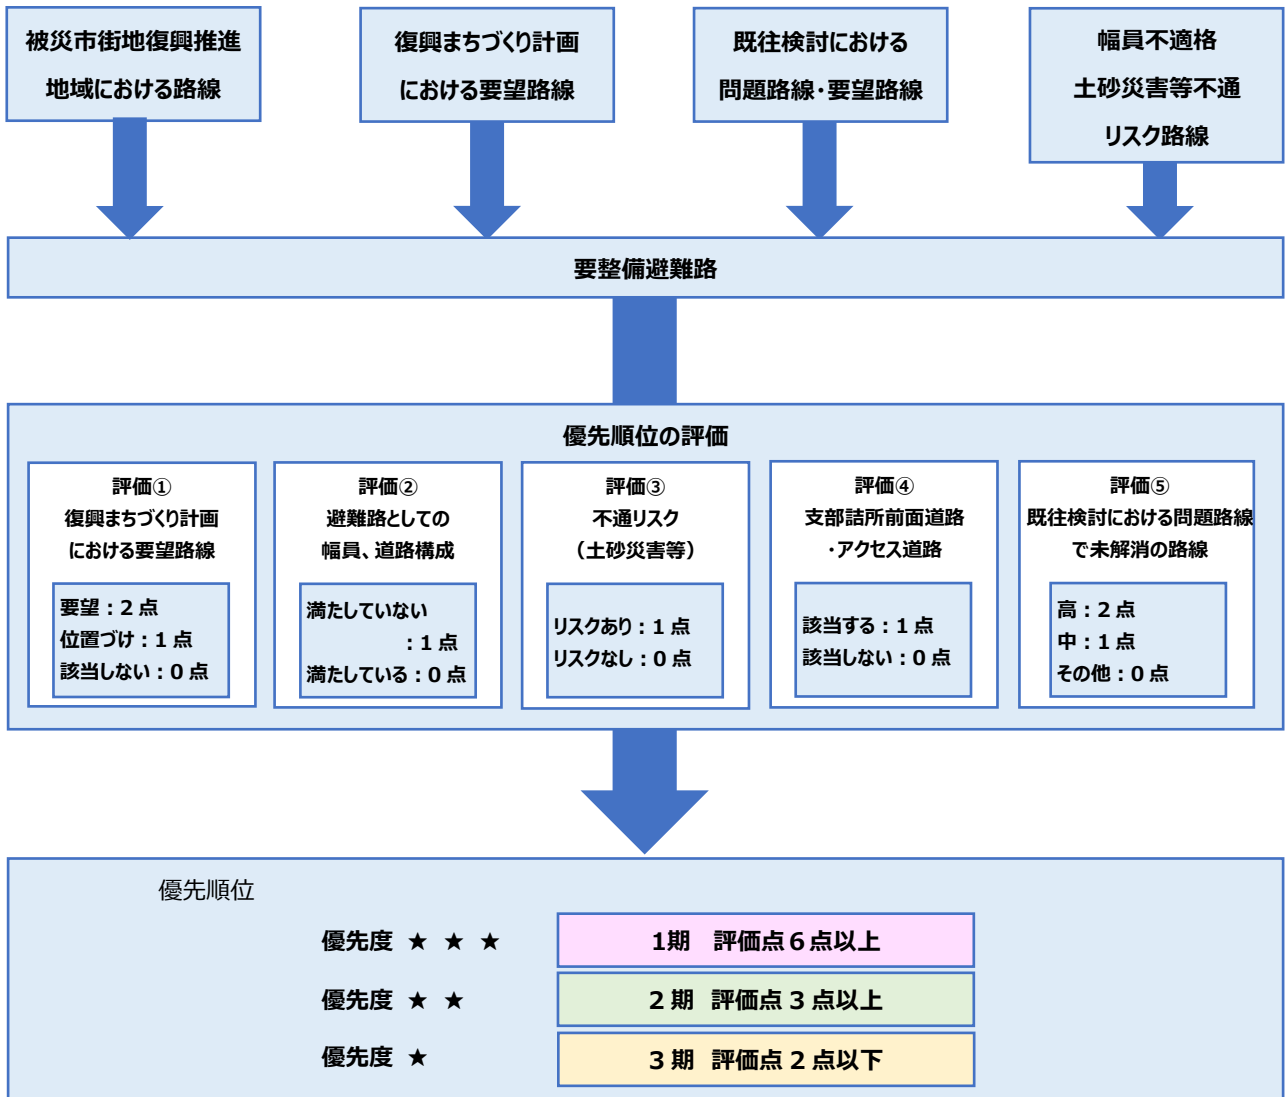 被災市街地復興推進
地域における路線
復興まちづくり計画
における要望路線
既往検討における
問題路線・要望路線
幅員不適格
土砂災害等不通
リスク路線
要整備避難路
優先順位の評価
評価①
復興まちづくり計画
における要望路線
要望：2点
位置づけ：1点
該当しない：0点
評価②
避難路としての
幅員、道路構成
満たしていない
：1点
満たしている：0点
評価③
不通リスク
（土砂災害等）
リスクあり：1点
リスクなし：0点
評価④
支部詰所前面道路
・アクセス道路
該当する：1点
該当しない：0点
評価⑤
既往検討における問題路線
で未解消の路線
高：2点
中：1点
その他：0点
優先順位
優先度 ★ ★ ★ 1期 評価点6点以上
優先度 ★ ★ 2期 評価点3点以上
優先度 ★ 3期 評価点2点以下